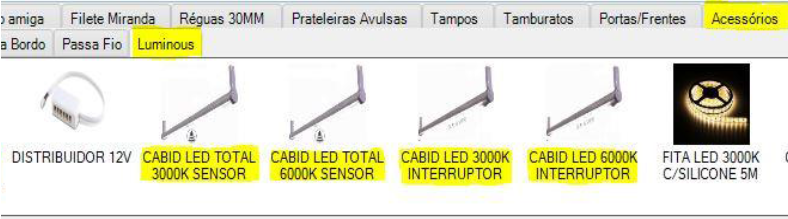 amiga Filete Miranda Réguas 30MM Prateleiras Avulsas Tampos Tamburatos Portas/Frentes Acessórios
a Bordo Passa Fio Luminous
DISTRIBUIDOR 12V CABID LED TOTAL CABID LED TOTAL CABID LED 3000K CABID LED 6000K FITA LED 3000K
3000K SENSOR 6000K SENSOR INTERRUPTOR INTERRUPTOR C/SILICONE 5M